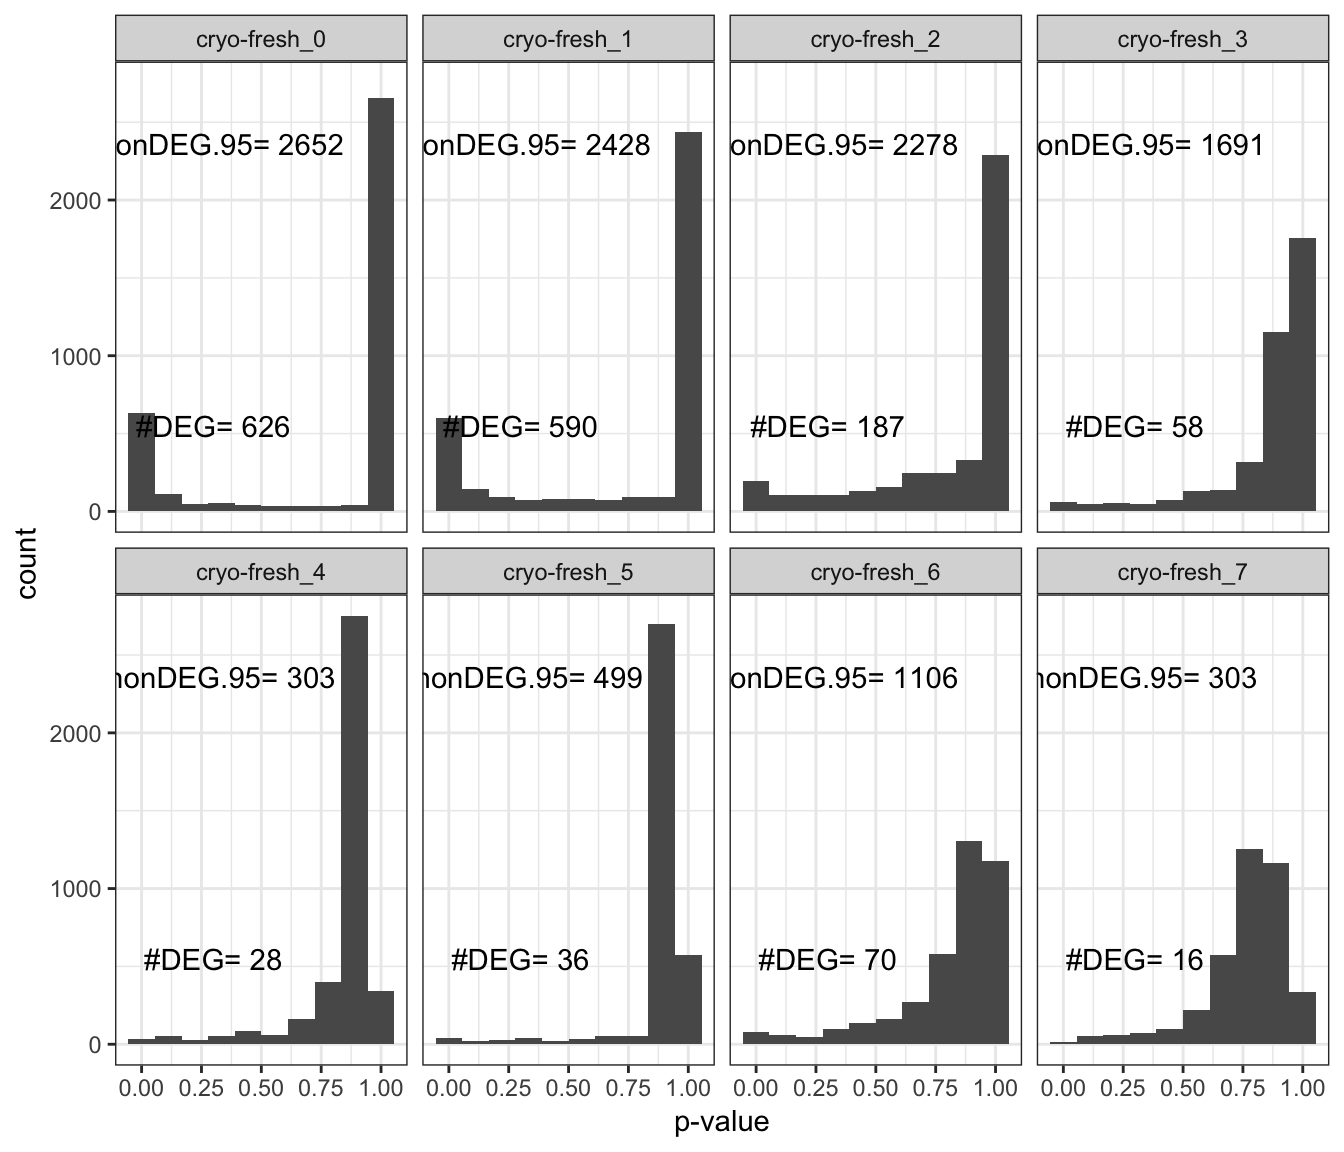 cryo-fresh_0 cryo-fresh_1 cryo-fresh_2 cryo-fresh_3
onDEG.95= 2652 onDEG.95= 2428 onDEG.95= 2278 onDEG.95= 1691
2000
1000
#DEG= 626 #DEG= 590 #DEG= 187 #DEG= 58
0
count
cryo-fresh_4 cryo-fresh_5 cryo-fresh_6 cryo-fresh_7
nonDEG.95= 303 nonDEG.95= 499 onDEG.95= 1106 nonDEG.95= 303
2000
1000
#DEG= 28 #DEG= 36 #DEG= 70 #DEG= 16
0
0.00 0.25 0.50 0.75 1.00 0.00 0.25 0.50 0.75 1.00 0.00 0.25 0.50 0.75 1.00 0.00 0.25 0.50 0.75 1.00
p-value